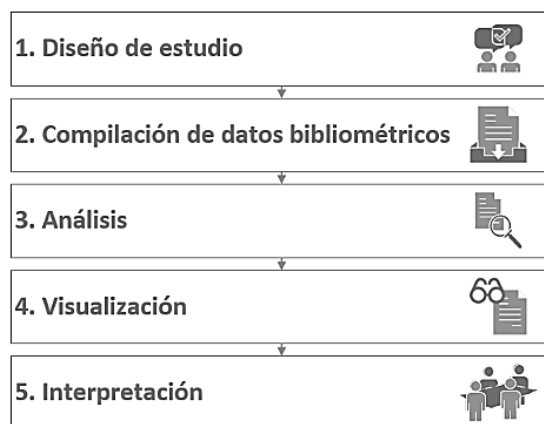 1. Diseño de estudio
2. Compilación de datos bibliométricos
3. Análisis
4. Visualización
5. Interpretación